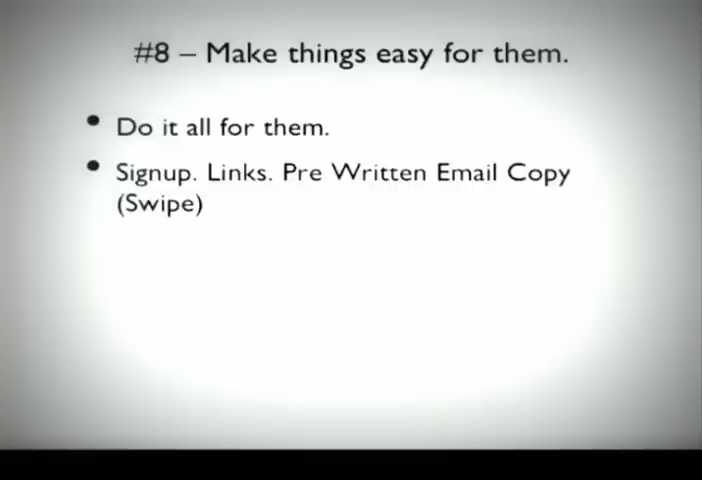 #8 – Make things easy for them.
• Do it all for them.
• Signup. Links. Pre Written Email Copy
(Swipe)